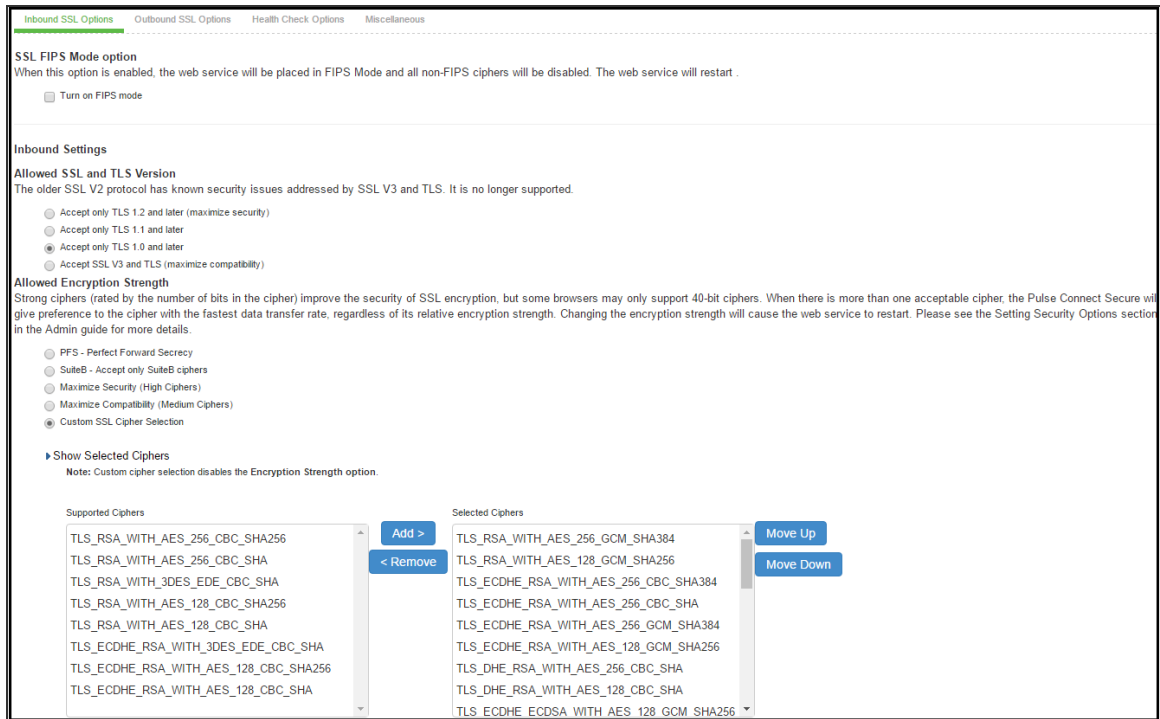 Inbound SSL Options Outbound SSL Options Health Check Options Miscellaneous
SSL FIPS Mode option
When this option is enabled, the web service will be placed in FIPS Mode and all non-FIPS ciphers will be disabled. The web service will restart .
Turn on FIPS mode
Inbound Settings
Allowed SSL and TLS Version
The older SSL V2 protocol has known security issues addressed by SSL V3 and TLS. It is no longer supported.
Accept only TLS 1.2 and later (maximize security)
Accept only TLS 1.1 and later
Accept only TLS 1.0 and later
Accept SSL V3 and TLS (maximize compatibility)
Allowed Encryption Strength
Strong ciphers (rated by the number of bits in the cipher) improve the security of SSL encryption, but some browsers may only support 40-bit ciphers. When there is more than one acceptable cipher, the Pulse Connect Secure will
give preference to the cipher with the fastest data transfer rate, regardless of its relative encryption strength. Changing the encryption strength will cause the web service to restart. Please see the Setting Security Options section
in the Admin guide for more details.
PFS - Perfect Forward Secrecy
SuiteB - Accept only SuiteB ciphers
Maximize Security (High Ciphers)
Maximize Compatibility (Medium Ciphers)
Custom SSL Cipher Selection
Show Selected Ciphers
Note: Custom cipher selection disables the Encryption Strength option.
Supported Ciphers
TLS_RSA_WITH_AES_256_CBC_SHA256
TLS_RSA_WITH_AES_256_CBC_SHA
TLS_RSA_WITH_3DES_EDE_CBC_SHA
TLS_RSA_WITH_AES_128_CBC_SHA256
TLS_RSA_WITH_AES_128_CBC_SHA
TLS_ECDHE_RSA_WITH_3DES_EDE_CBC_SHA
TLS_ECDHE_RSA_WITH_AES_128_CBC_SHA256
TLS_ECDHE_RSA_WITH_AES_128_CBC_SHA
Add >
< Remove
Selected Ciphers
TLS_RSA_WITH_AES_256_GCM_SHA384
TLS_RSA_WITH_AES_128_GCM_SHA256
TLS_ECDHE_RSA_WITH_AES_256_CBC_SHA384
TLS_ECDHE_RSA_WITH_AES_256_CBC_SHA
TLS_ECDHE_RSA_WITH_AES_256_GCM_SHA384
TLS_ECDHE_RSA_WITH_AES_128_GCM_SHA256
TLS_DHE_RSA_WITH_AES_256_CBC_SHA
TLS_DHE_RSA_WITH_AES_128_CBC_SHA
TLS_ECDHE_ECDSA_WITH_AES_128_GCM_SHA256
Move Up
Move Down